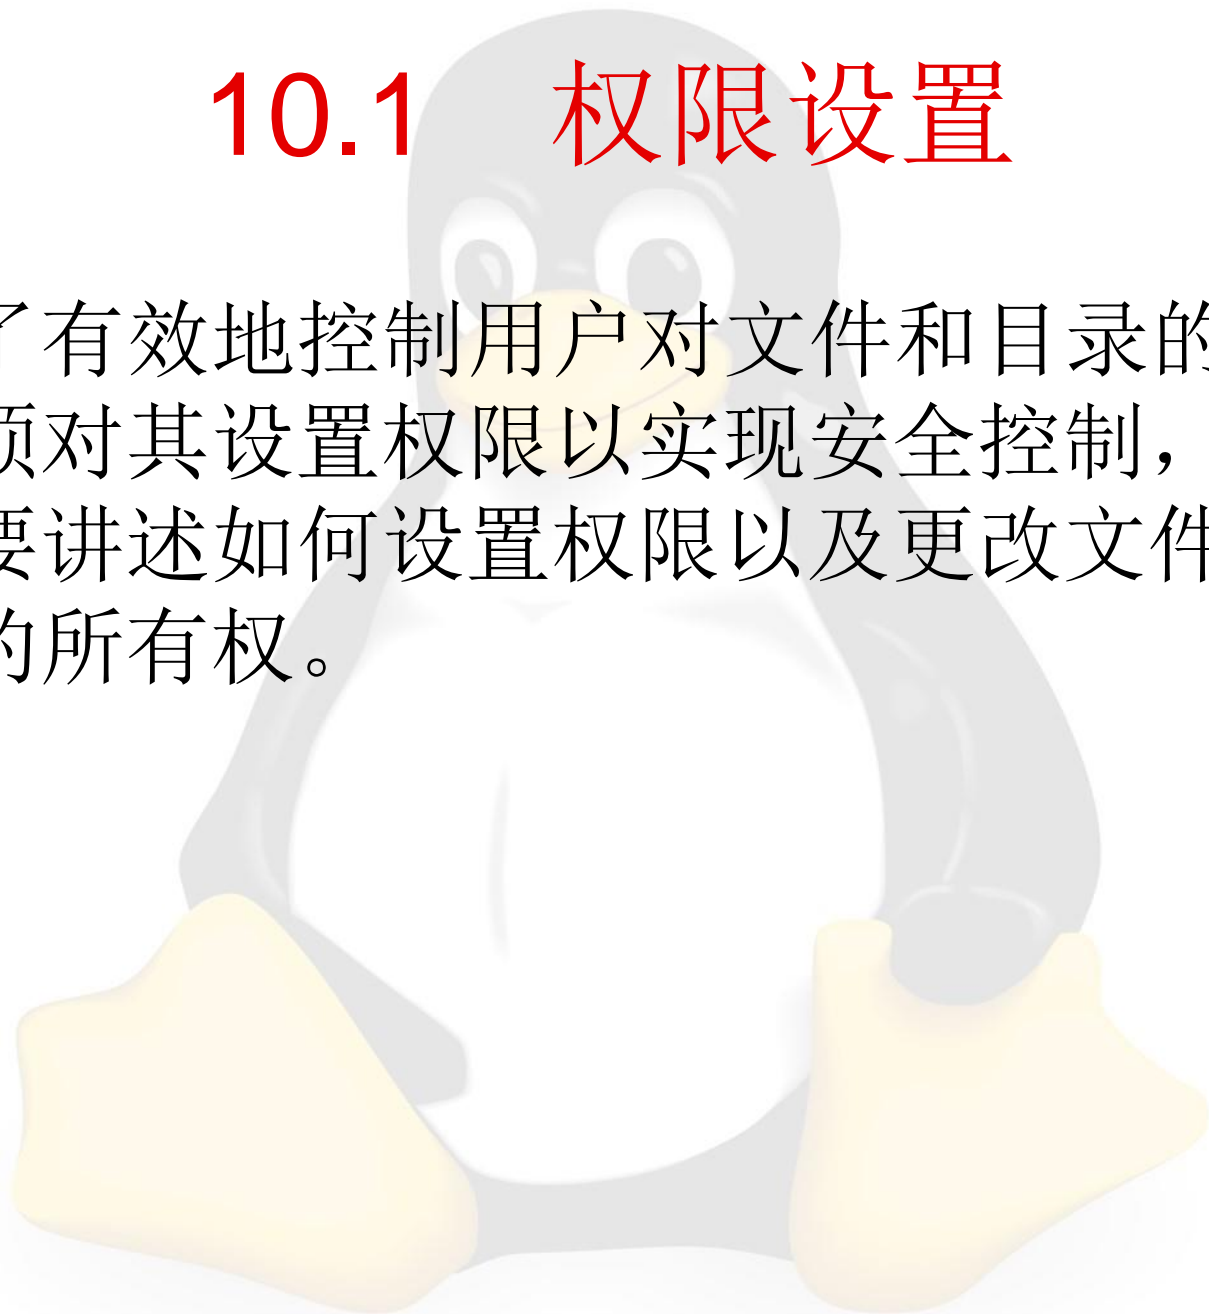 10.1 权限设置
了有效地控制用户对文件和目录的
须对其设置权限以实现安全控制，
要讲述如何设置权限以及更改文件
的所有权。